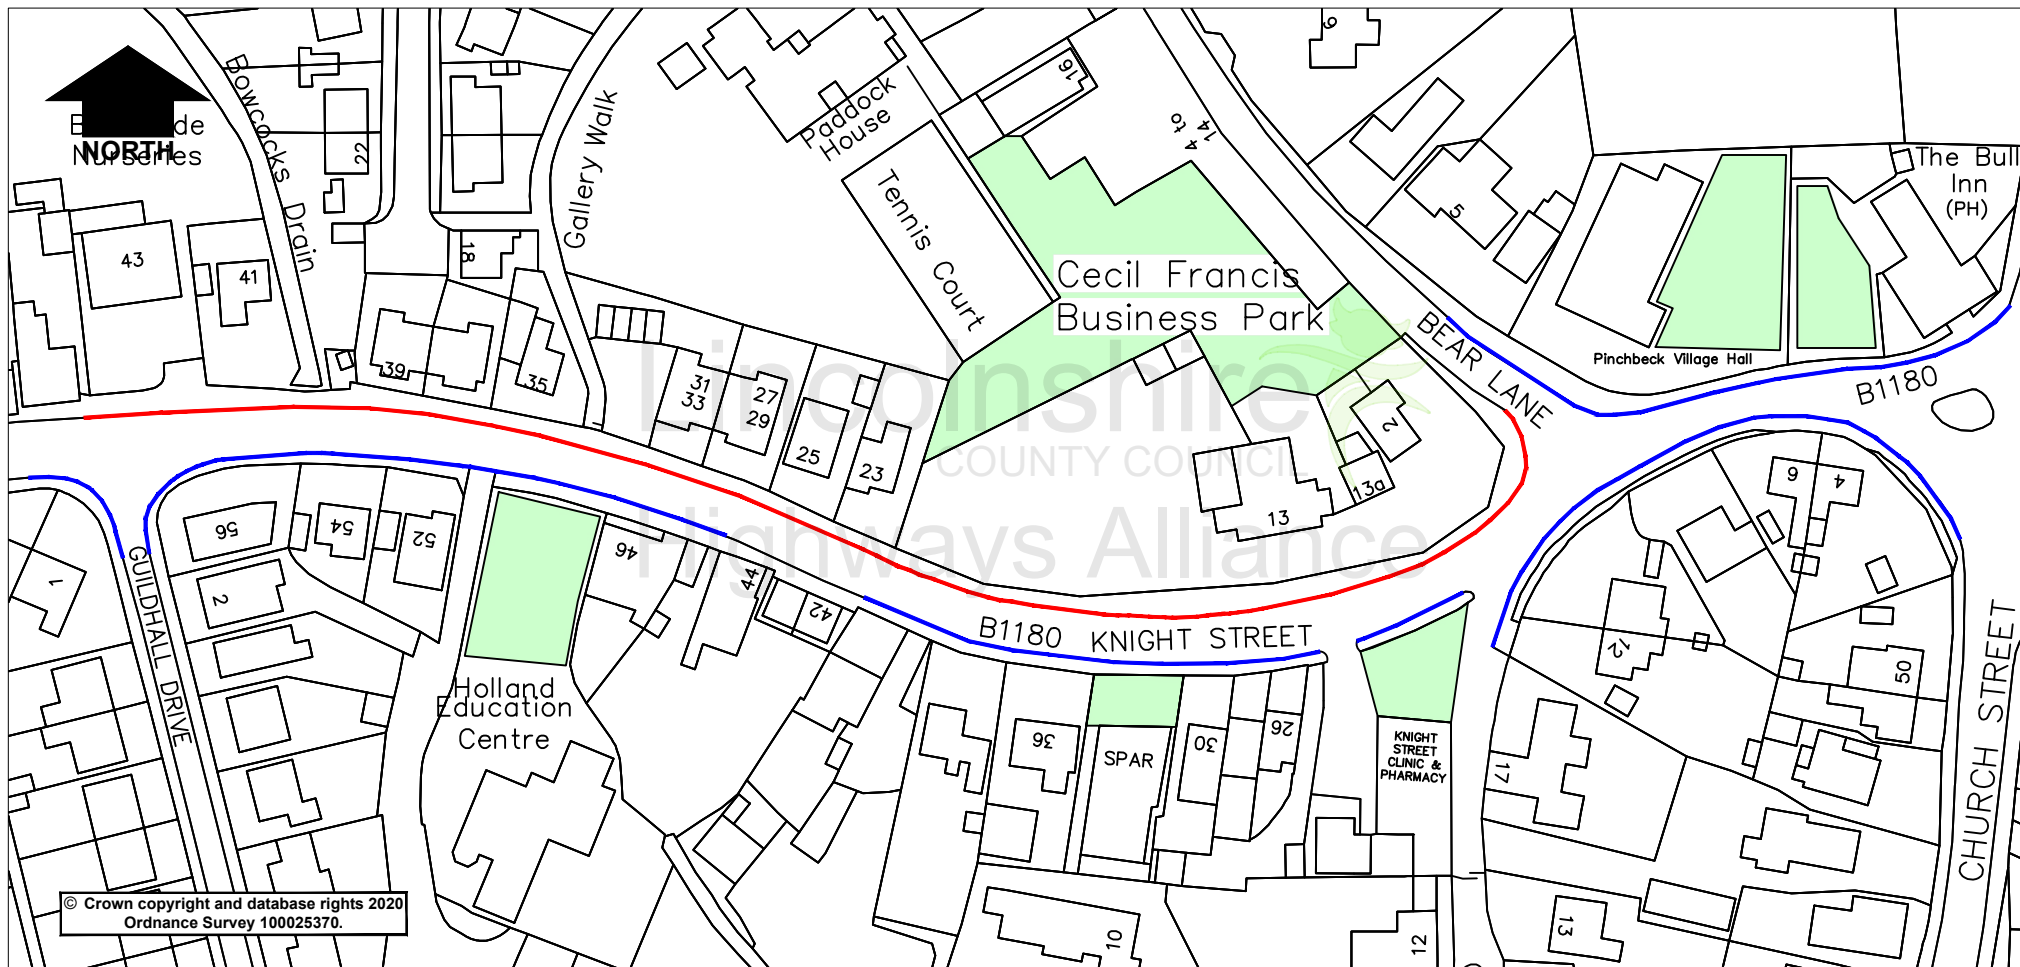 NORTH
Nurseries
Bowcocks Drain
Gallery Walk
Paddock
House
Tennis Court
Cecil Francis
Business Park
16
4 to
14
9
5
The Bull
Inn
(PH)
Pinchbeck Village Hall
BEAR LANE
B1180
22
18
43
41
39
35
31
33
27
29
25
23
2
13a
13
Lincolnshire
COUNTY COUNCIL
Highways Alliance
56
54
52
46
44
42
1
2
GUILDHALL DRIVE
B1180 KNIGHT STREET
Holland
Education
Centre
36
SPAR
30
26
KNIGHT
STREET
CLINIC &
PHARMACY
6
4
12
50
17
13
10
12
CHURCH STREET
© Crown copyright and database rights 2020
Ordnance Survey 100025370.